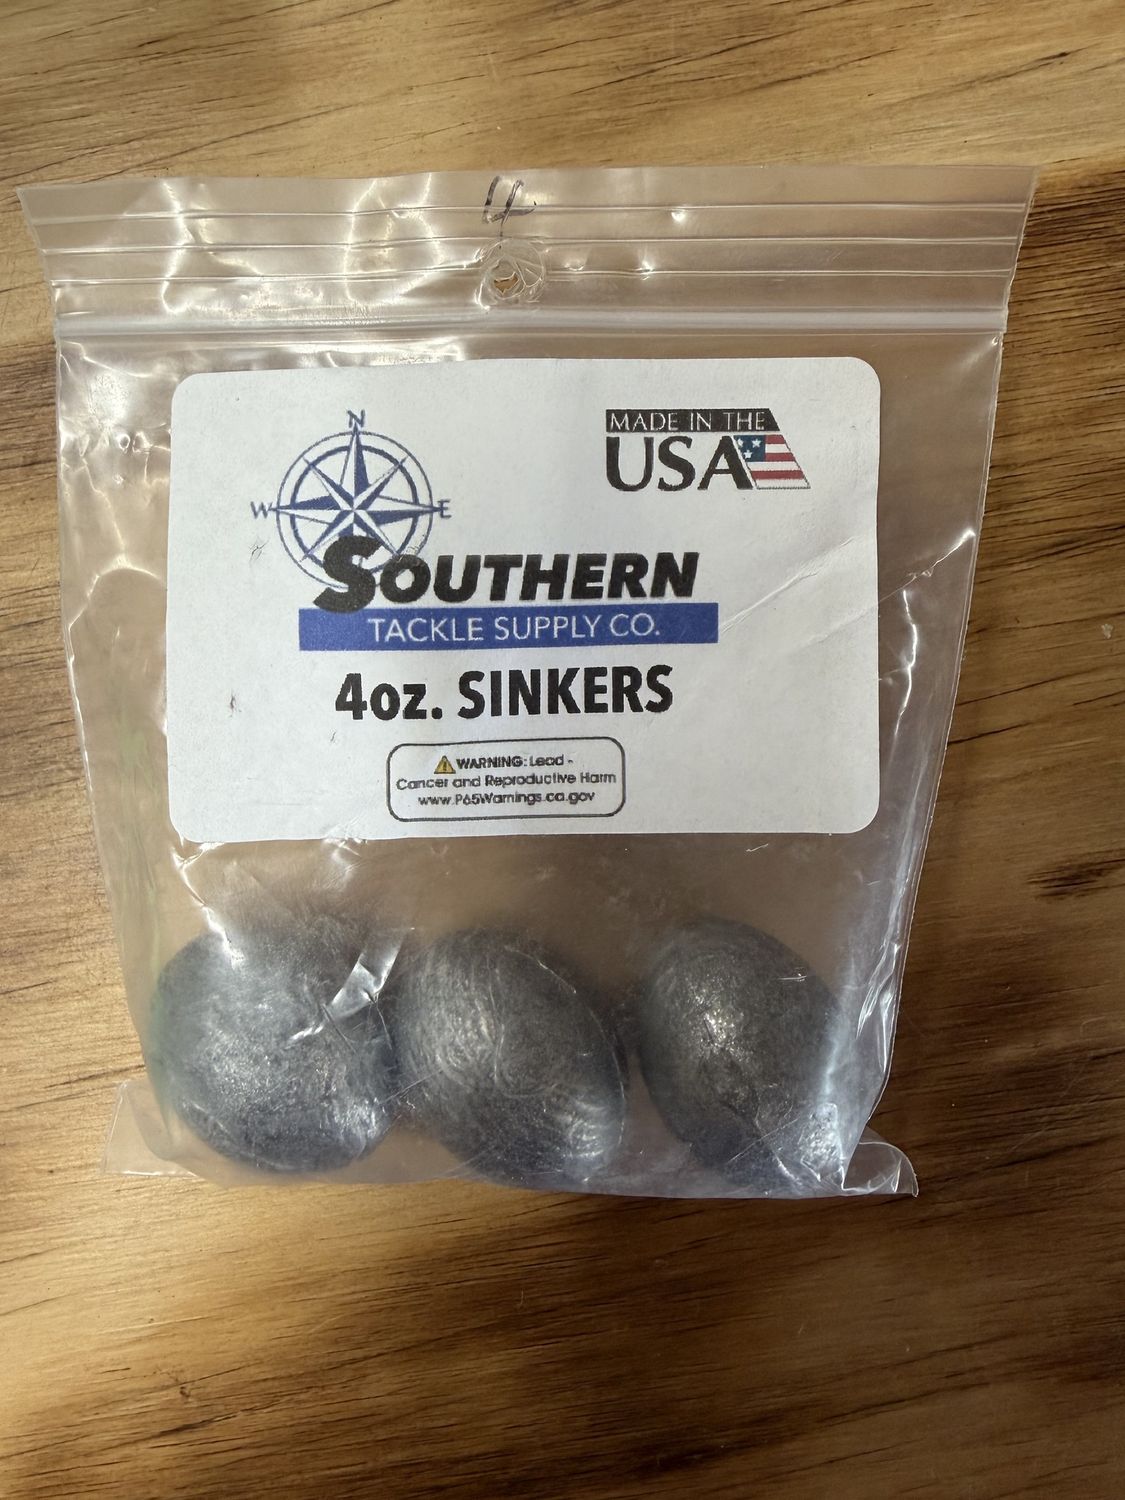 4
N
MADE IN THE
USA
W E
SOUTHERN
TACKLE SUPPLY CO.
4oz. SINKERS
WARNING: Lead -
Cancer and Reproductive Harm
www.P65Warnings.ca.gov